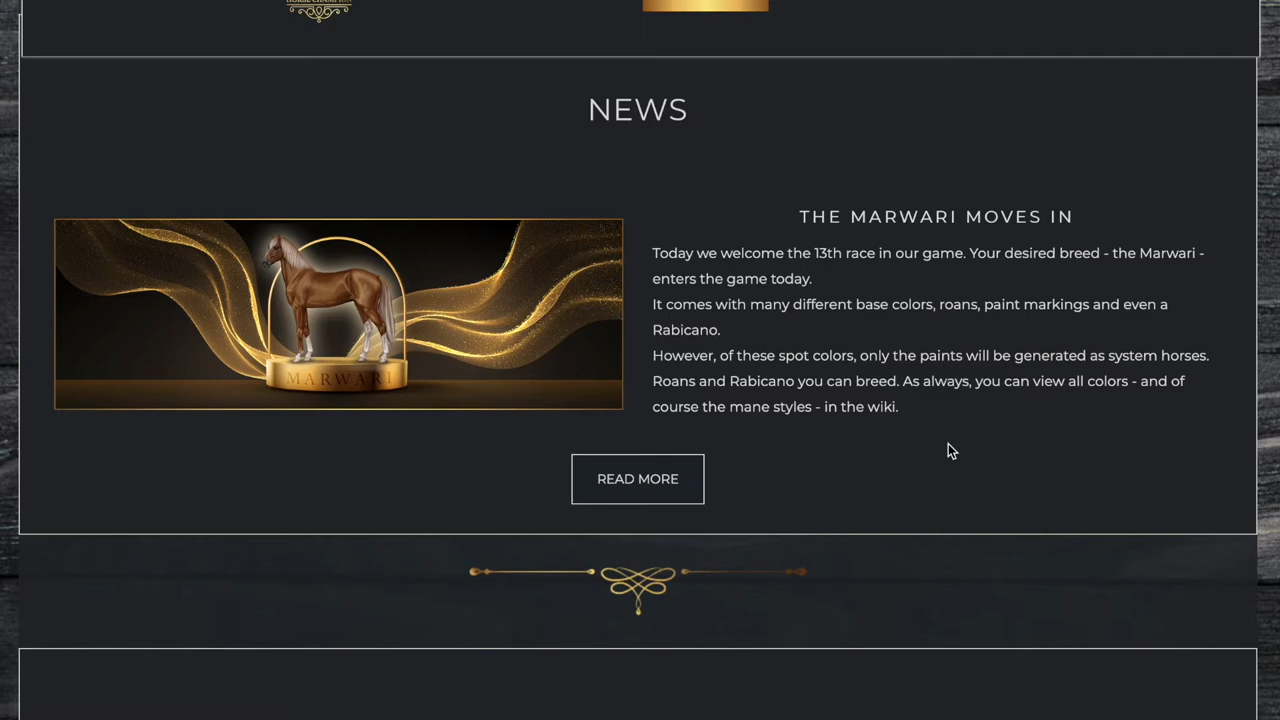 HORSE CHAMPION
NEWS
THE MARWARI MOVES IN
Today we welcome the 13th race in our game. Your desired breed - the Marwari -
enters the game today.
It comes with many different base colors, roans, paint markings and even a
Rabicano.
However, of these spot colors, only the paints will be generated as system horses.
Roans and Rabicano you can breed. As always, you can view all colors - and of
course the mane styles - in the wiki.
MARWARI
READ MORE